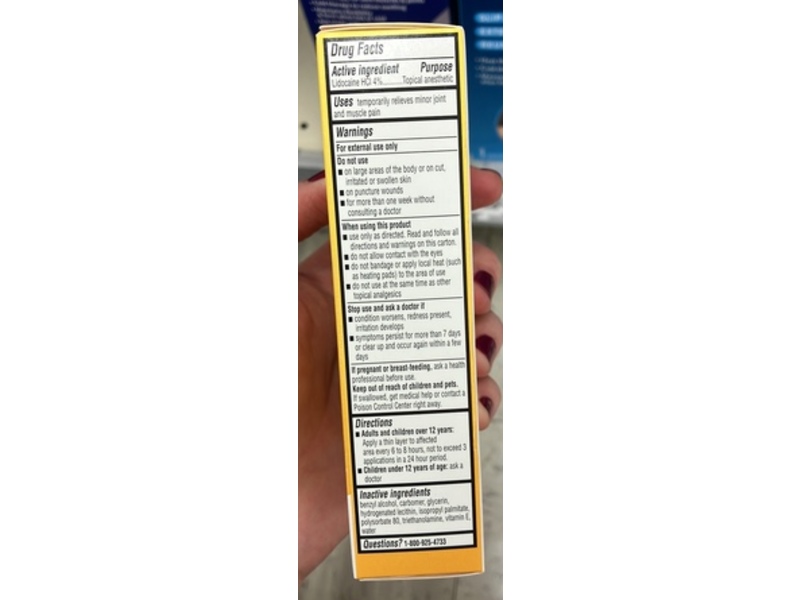 Drug Facts
Active ingredient Purpose
Lidocaine HCl 4% Topical anesthetic
Uses temporarily relieves minor joint
and muscle pain
Warnings
For external use only
Do not use
■ on large areas of the body or on cut,
irritated or swollen skin
■ on puncture wounds
■ for more than one week without
consulting a doctor
When using this product
■ use only as directed. Read and follow all
directions and warnings on this carton.
■ do not allow contact with the eyes
■ do not bandage or apply local heat (such
as heating pads) to the area of use
■ do not use at the same time as other
topical analgesics
Stop use and ask a doctor if
■ condition worsens, redness present,
irritation develops
■ symptoms persist for more than 7 days
or clear up and occur again within a few
days
If pregnant or breast-feeding, ask a health
professional before use.
Keep out of reach of children and pets.
If swallowed, get medical help or contact a
Poison Control Center right away.
Directions
■ Adults and children over 12 years:
Apply a thin layer to affected
area every 6 to 8 hours, not to exceed 3
applications in a 24 hour period.
■ Children under 12 years of age: ask a
doctor
Inactive ingredients
benzyl alcohol, carbomer, glycerin,
hydrogenated lecithin, isopropyl palmitate,
polysorbate 80, triethanolamine, vitamin E,
water
Questions? 1-800-925-4733